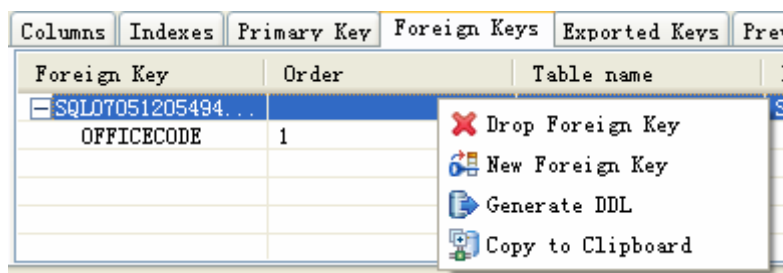 Columns Indexes Primary Key Foreign Keys Exported Keys Prev
Foreign Key Order Table name
SQL07051205494...
OFFICECODE 1
Drop Foreign Key
New Foreign Key
Generate DDL
Copy to Clipboard